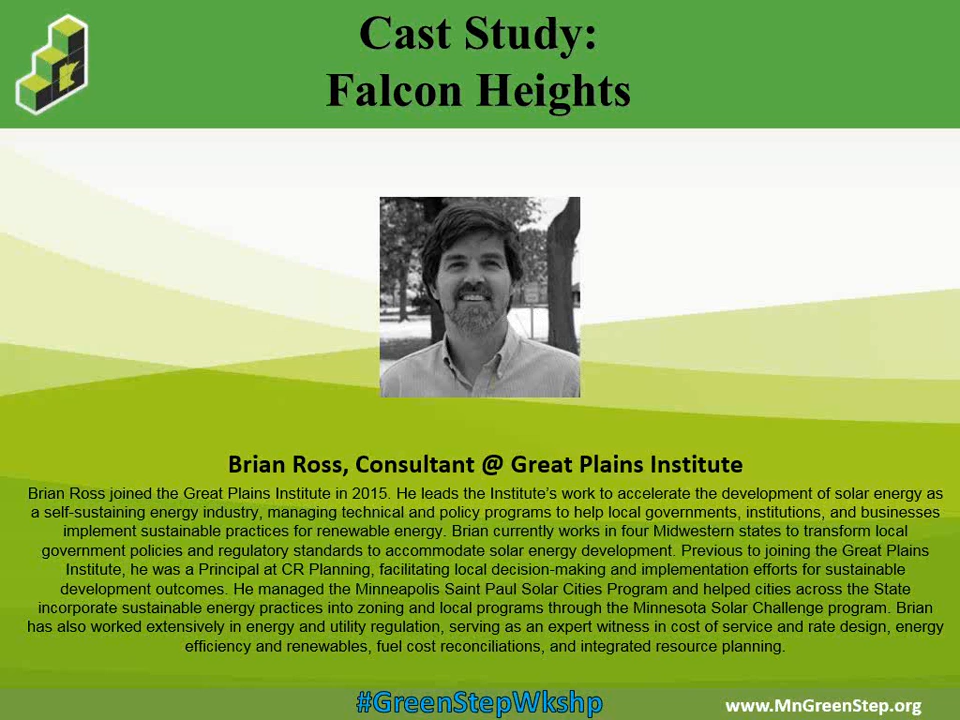 Cast Study:
Falcon Heights
Brian Ross, Consultant @ Great Plains Institute
Brian Ross joined the Great Plains Institute in 2015. He leads the Institute's work to accelerate the development of solar energy as
a self-sustaining energy industry, managing technical and policy programs to help local governments, institutions, and businesses
implement sustainable practices for renewable energy. Brian currently works in four Midwestern states to transform local
government policies and regulatory standards to accommodate solar energy development. Previous to joining the Great Plains
Institute, he was a Principal at CR Planning, facilitating local decision-making and implementation efforts for sustainable
development outcomes. He managed the Minneapolis Saint Paul Solar Cities Program and helped cities across the State
incorporate sustainable energy practices into zoning and local programs through the Minnesota Solar Challenge program. Brian
has also worked extensively in energy and utility regulation, serving as an expert witness in cost of service and rate design, energy
efficiency and renewables, fuel cost reconciliations, and integrated resource planning.
#GreenStepWkshp
www.MnGreenStep.org